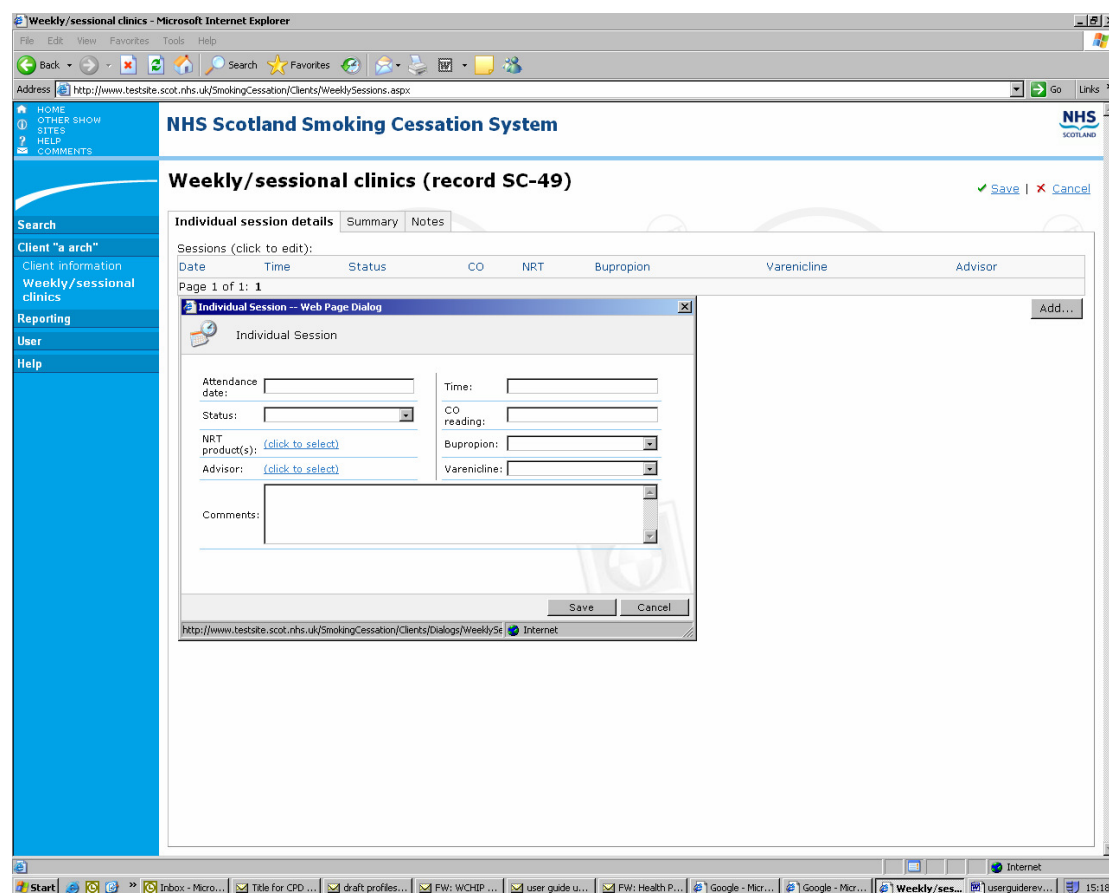 Weekly/sessional clinics - Microsoft Internet Explorer
File Edit View Favorites Tools Help
Back Search Favorites
Address http://www.testsite.scot.nhs.uk/SmokingCessation/Clients/WeeklySessions.aspx Go Links
HOME
OTHER SHOW SITES
HELP
COMMENTS
NHS Scotland Smoking Cessation System
NHS
SCOTLAND
Weekly/sessional clinics (record SC-49)
Save | Cancel
Search
Client "a arch"
Client information
Weekly/sessional clinics
Reporting
User
Help
Individual session details Summary Notes
Sessions (click to edit):
Date Time Status CO NRT Bupropion Varenicline Advisor
Page 1 of 1: 1
Add...
Individual Session -- Web Page Dialog
Individual Session
Attendance date: Time:
Status: CO reading:
NRT product(s): (click to select) Bupropion:
Advisor: (click to select) Varenicline:
Comments:
Save Cancel
http://www.testsite.scot.nhs.uk/SmokingCessation/Clients/Dialogs/WeeklySe Internet
Internet
Start » Inbox - Micro... Title for CPD ... draft profiles... FW: WCHIP ... user guide u... FW: Health P... Google - Micr... Google - Micr... Weekly/ses... userguiderev...